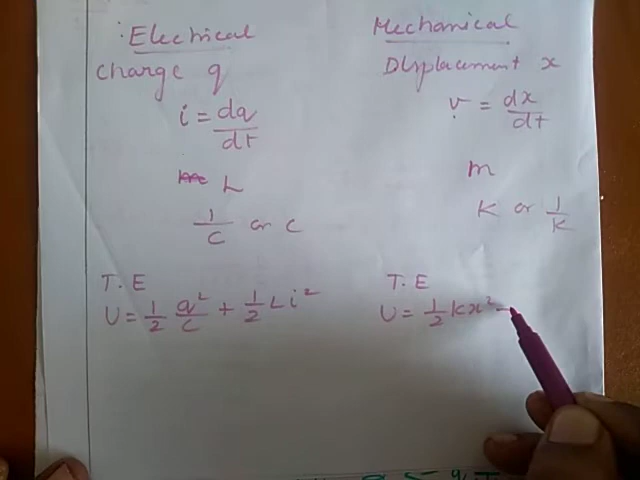 Electrical
Charge q
i = dq/dt
L
1/C or C
T. E
U = 1/2 q²/C + 1/2 L i²
Mechanical
Displacement x
v = dx/dt
m
K or 1/K
T. E
U = 1/2 kx²